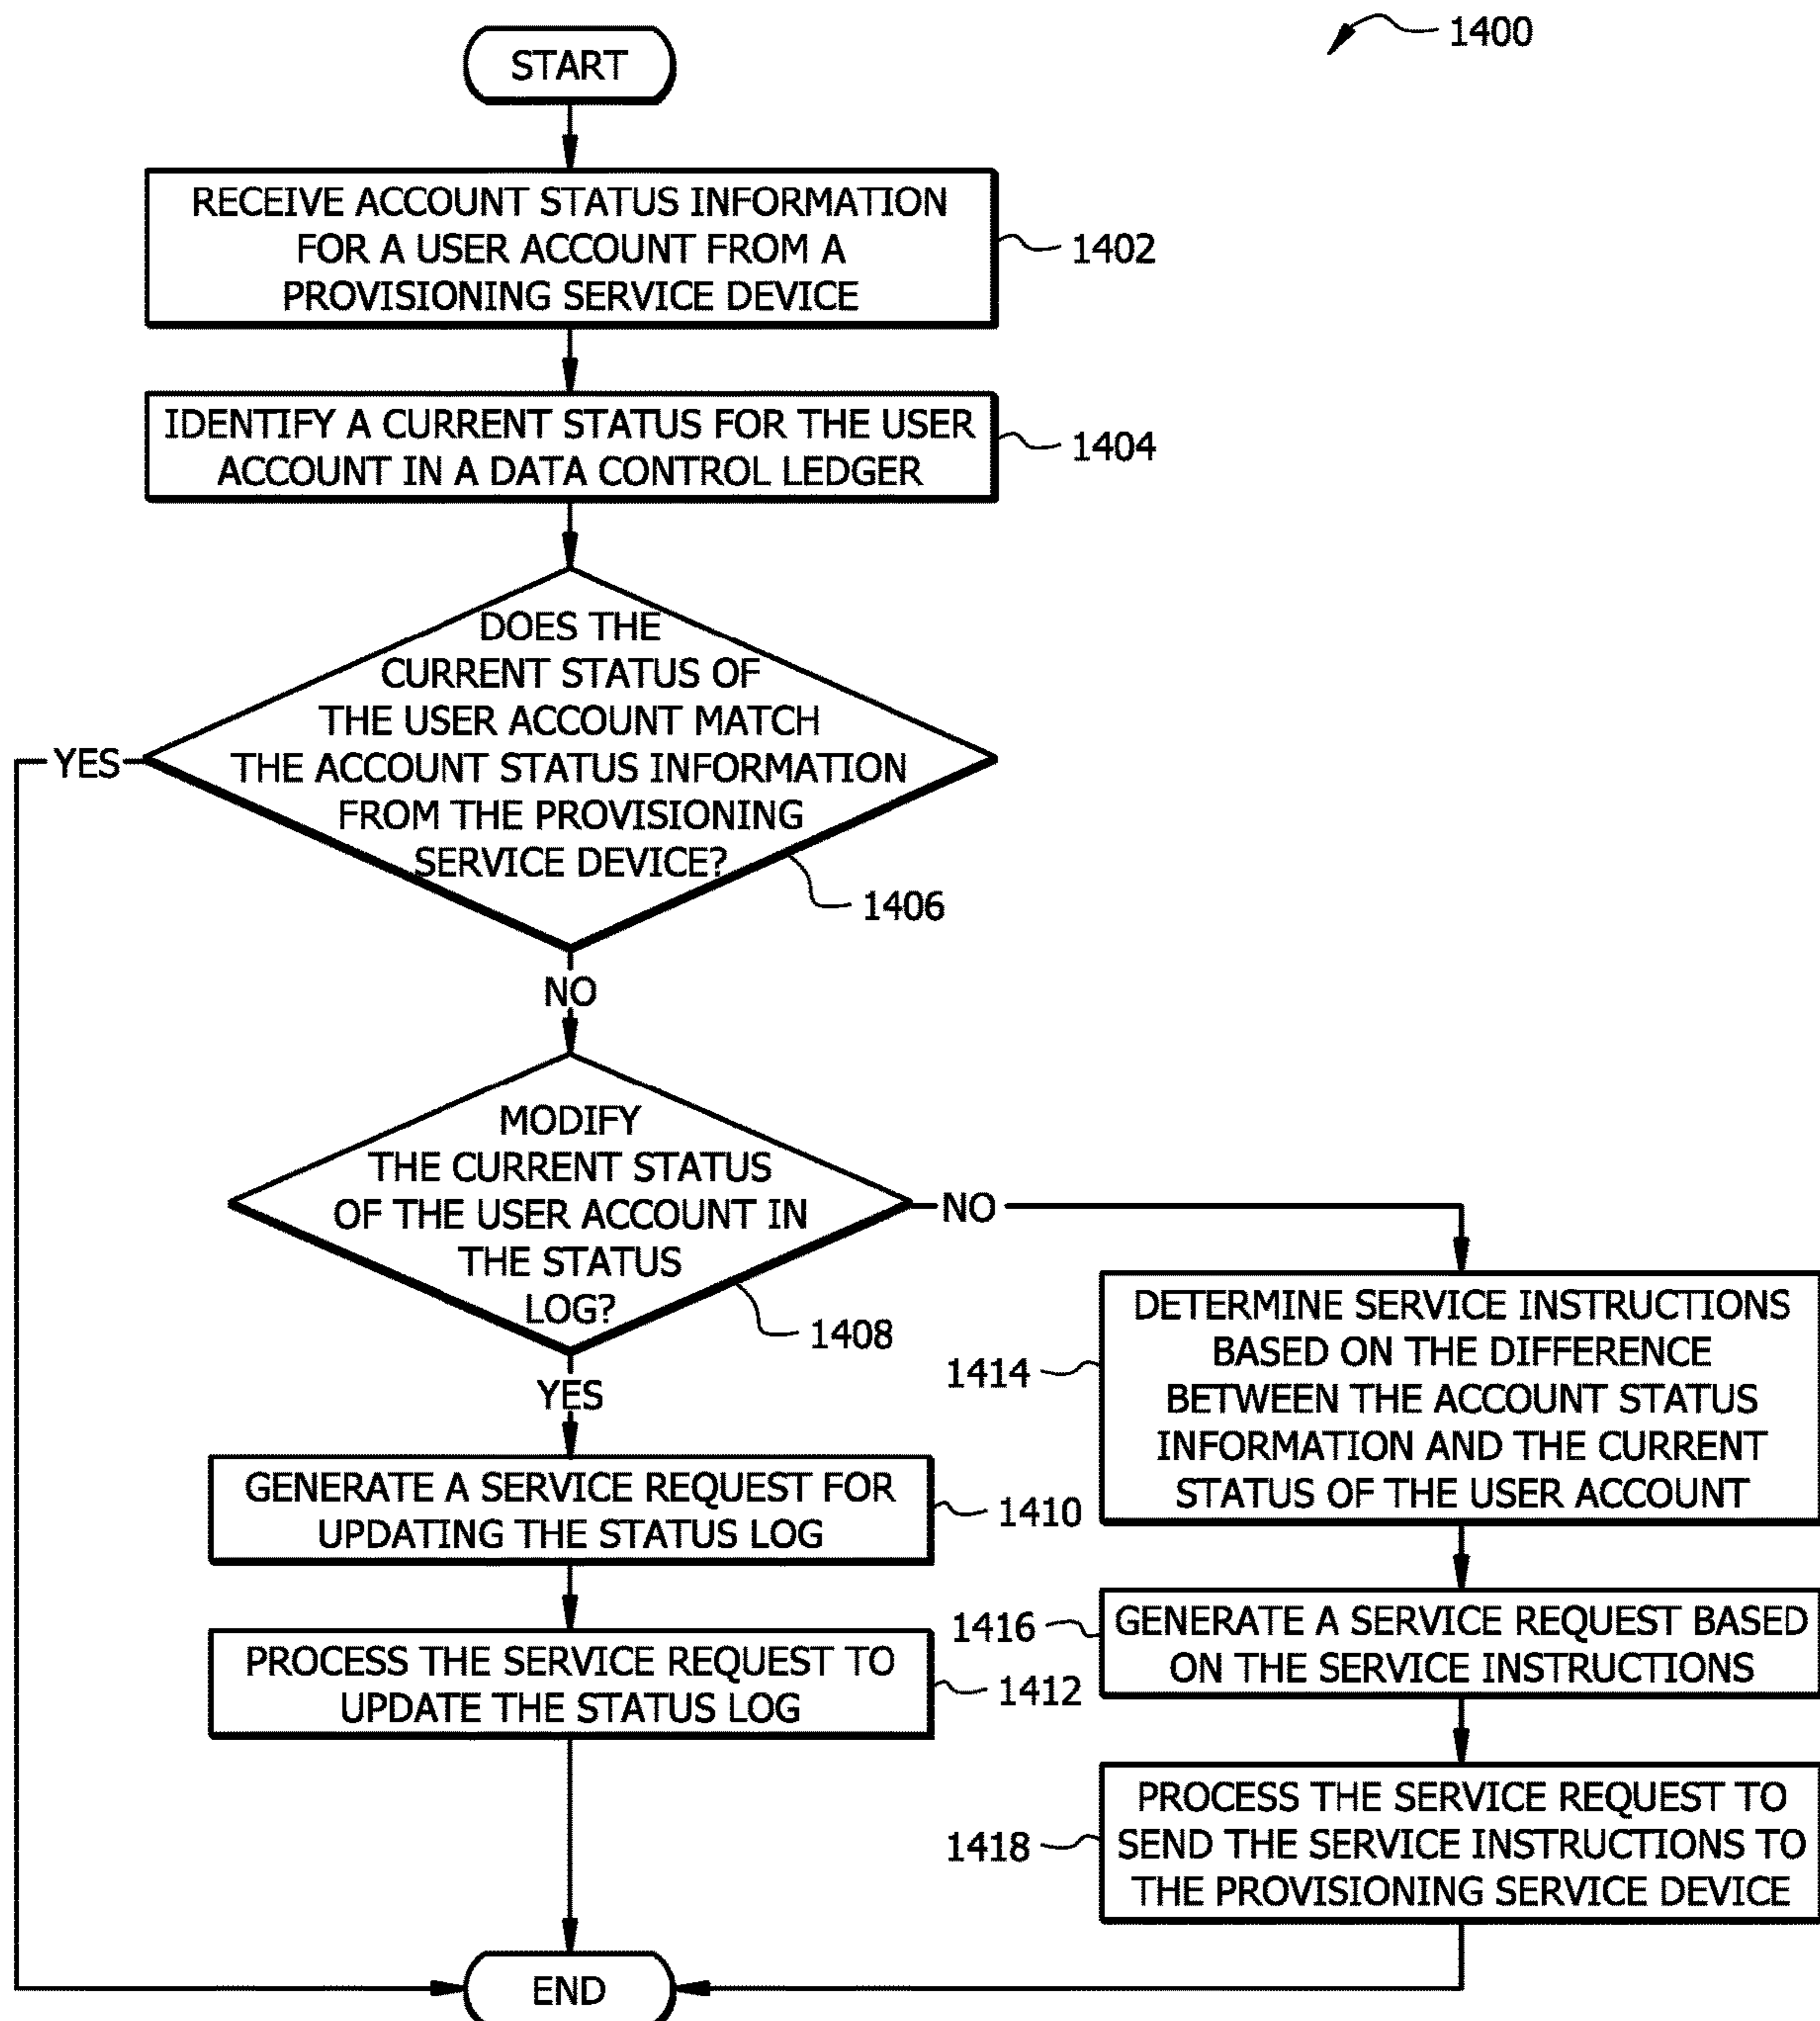 1400
START
RECEIVE ACCOUNT STATUS INFORMATION
FOR A USER ACCOUNT FROM A
PROVISIONING SERVICE DEVICE
1402
IDENTIFY A CURRENT STATUS FOR THE USER
ACCOUNT IN A DATA CONTROL LEDGER
1404
DOES THE
CURRENT STATUS OF
THE USER ACCOUNT MATCH
THE ACCOUNT STATUS INFORMATION
FROM THE PROVISIONING
SERVICE DEVICE?
YES
1406
NO
MODIFY
THE CURRENT STATUS
OF THE USER ACCOUNT IN
THE STATUS
LOG?
NO
1408
YES
GENERATE A SERVICE REQUEST FOR
UPDATING THE STATUS LOG
1410
PROCESS THE SERVICE REQUEST TO
UPDATE THE STATUS LOG
1412
DETERMINE SERVICE INSTRUCTIONS
BASED ON THE DIFFERENCE
BETWEEN THE ACCOUNT STATUS
INFORMATION AND THE CURRENT
STATUS OF THE USER ACCOUNT
1414
GENERATE A SERVICE REQUEST BASED
ON THE SERVICE INSTRUCTIONS
1416
PROCESS THE SERVICE REQUEST TO
SEND THE SERVICE INSTRUCTIONS TO
THE PROVISIONING SERVICE DEVICE
1418
END